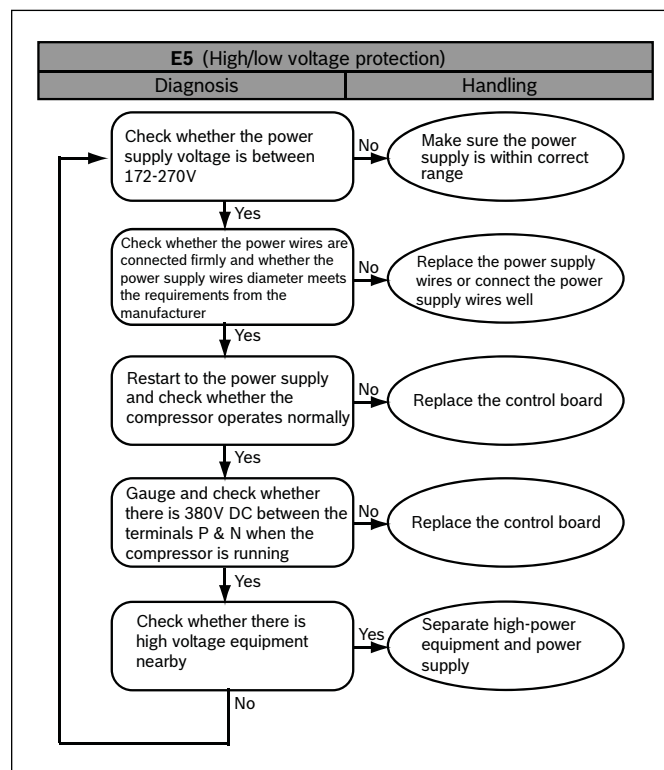 E5 (High/low voltage protection)
Diagnosis
Handling
Check whether the power
supply voltage is between
172-270V
No
Make sure the power
supply is within correct
range
Yes
Check whether the power wires are
connected firmly and whether the
power supply wires diameter meets
the requirements from the
manufacturer
No
Replace the power supply
wires or connect the power
supply wires well
Yes
Restart to the power supply
and check whether the
compressor operates normally
No
Replace the control board
Yes
Gauge and check whether
there is 380V DC between the
terminals P & N when the
compressor is running
No
Replace the control board
Yes
Check whether there is
high voltage equipment
nearby
Yes
Separate high-power
equipment and power
supply
No